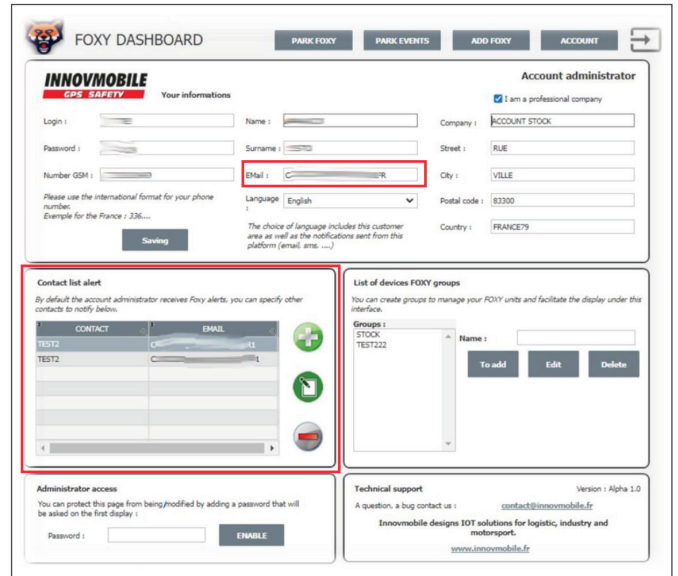 FOXY DASHBOARD
PARK FOXY
PARK EVENTS
ADD FOXY
ACCOUNT
INNOVMOBILE
GPS SAFETY
Your informations
Account administrator
I am a professional company
Login :
Name :
Company : ACCOUNT STOCK
Password :
Surname :
Street : RUE
Number GSM :
EMail : C R
City : VILLE
Please use the international format for your phone
number.
Exemple for the France : 336....
Language
:
English
Postal code : 83300
Saving
The choice of language includes this customer
area as well as the notifications sent from this
platform (email, sms, ....)
Country : FRANCE79
Contact list alert
By default the account administrator receives Foxy alerts, you can specify other
contacts to notify below.
CONTACT EMAIL
TEST2
TEST2
List of devices FOXY groups
You can create groups to manage your FOXY units and facilitate the display under this
interface.
Groups :
STOCK
TEST222
Name :
To add
Edit
Delete
Administrator access
You can protect this page from being/modified by adding a password that will
be asked on the first display :
Password :
ENABLE
Technical support
Version : Alpha 1.0
A question, a bug contact us : contact@innovmobile.fr
Innovmobile designs IOT solutions for logistic, industry and
motorsport.
www.innovmobile.fr